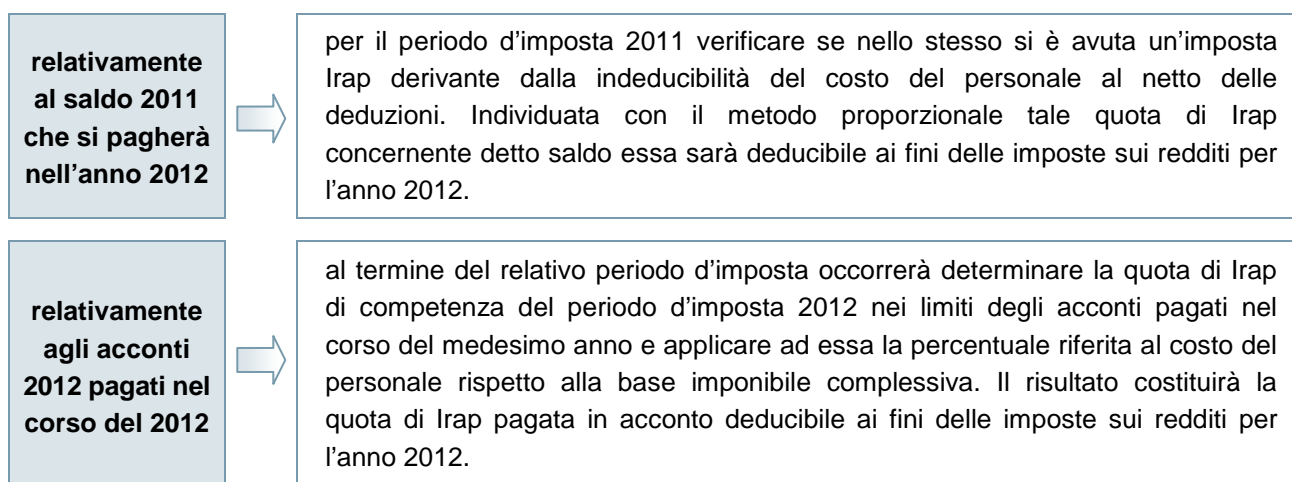 relativamente
al saldo 2011
che si pagherà
nell’anno 2012
per il periodo d’imposta 2011 verificare se nello stesso si è avuta un’imposta
Irap derivante dalla indeducibilità del costo del personale al netto delle
deduzioni. Individuata con il metodo proporzionale tale quota di Irap
concernente detto saldo essa sarà deducibile ai fini delle imposte sui redditi per
l’anno 2012.
relativamente
agli acconti
2012 pagati nel
corso del 2012
al termine del relativo periodo d’imposta occorrerà determinare la quota di Irap
di competenza del periodo d’imposta 2012 nei limiti degli acconti pagati nel
corso del medesimo anno e applicare ad essa la percentuale riferita al costo del
personale rispetto alla base imponibile complessiva. Il risultato costituirà la
quota di Irap pagata in acconto deducibile ai fini delle imposte sui redditi per
l’anno 2012.